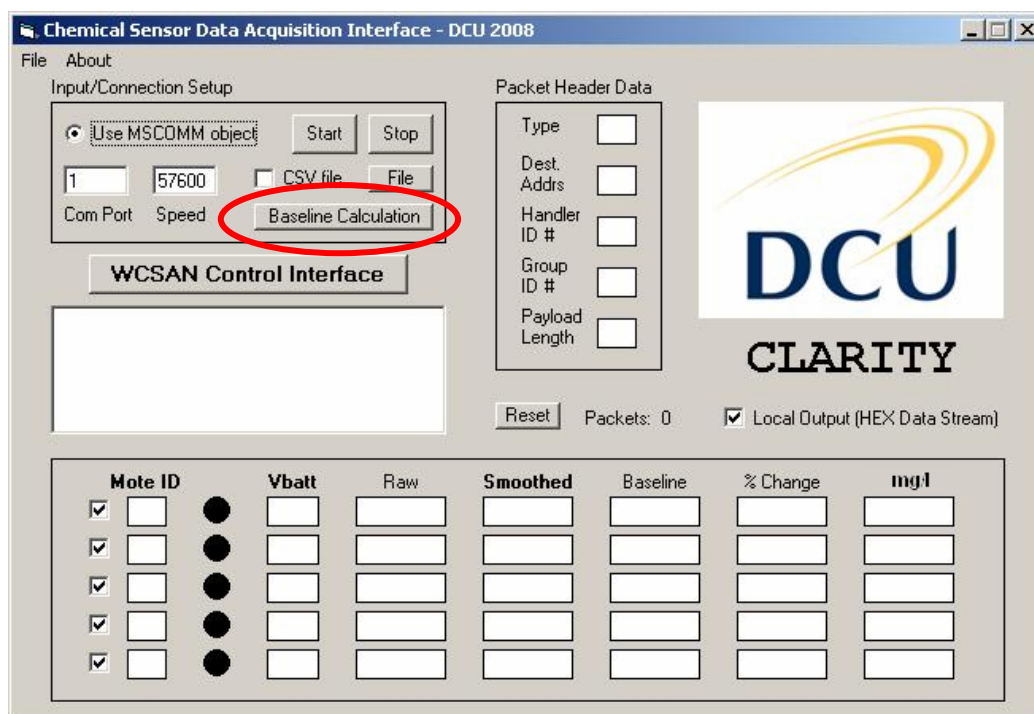 Chemical Sensor Data Acquisition Interface - DCU 2008
File About
Input/Connection Setup
Use MSCOMM object
Start
Stop
1
57600
CSV file
File
Com Port
Speed
Baseline Calculation
WCSAN Control Interface
Packet Header Data
Type
Dest.
Addrs
Handler
ID #
Group
ID #
Payload
Length
DCU
CLARITY
Reset
Packets: 0
Local Output (HEX Data Stream)
Mote ID
Vbatt
Raw
Smoothed
Baseline
% Change
mg/l